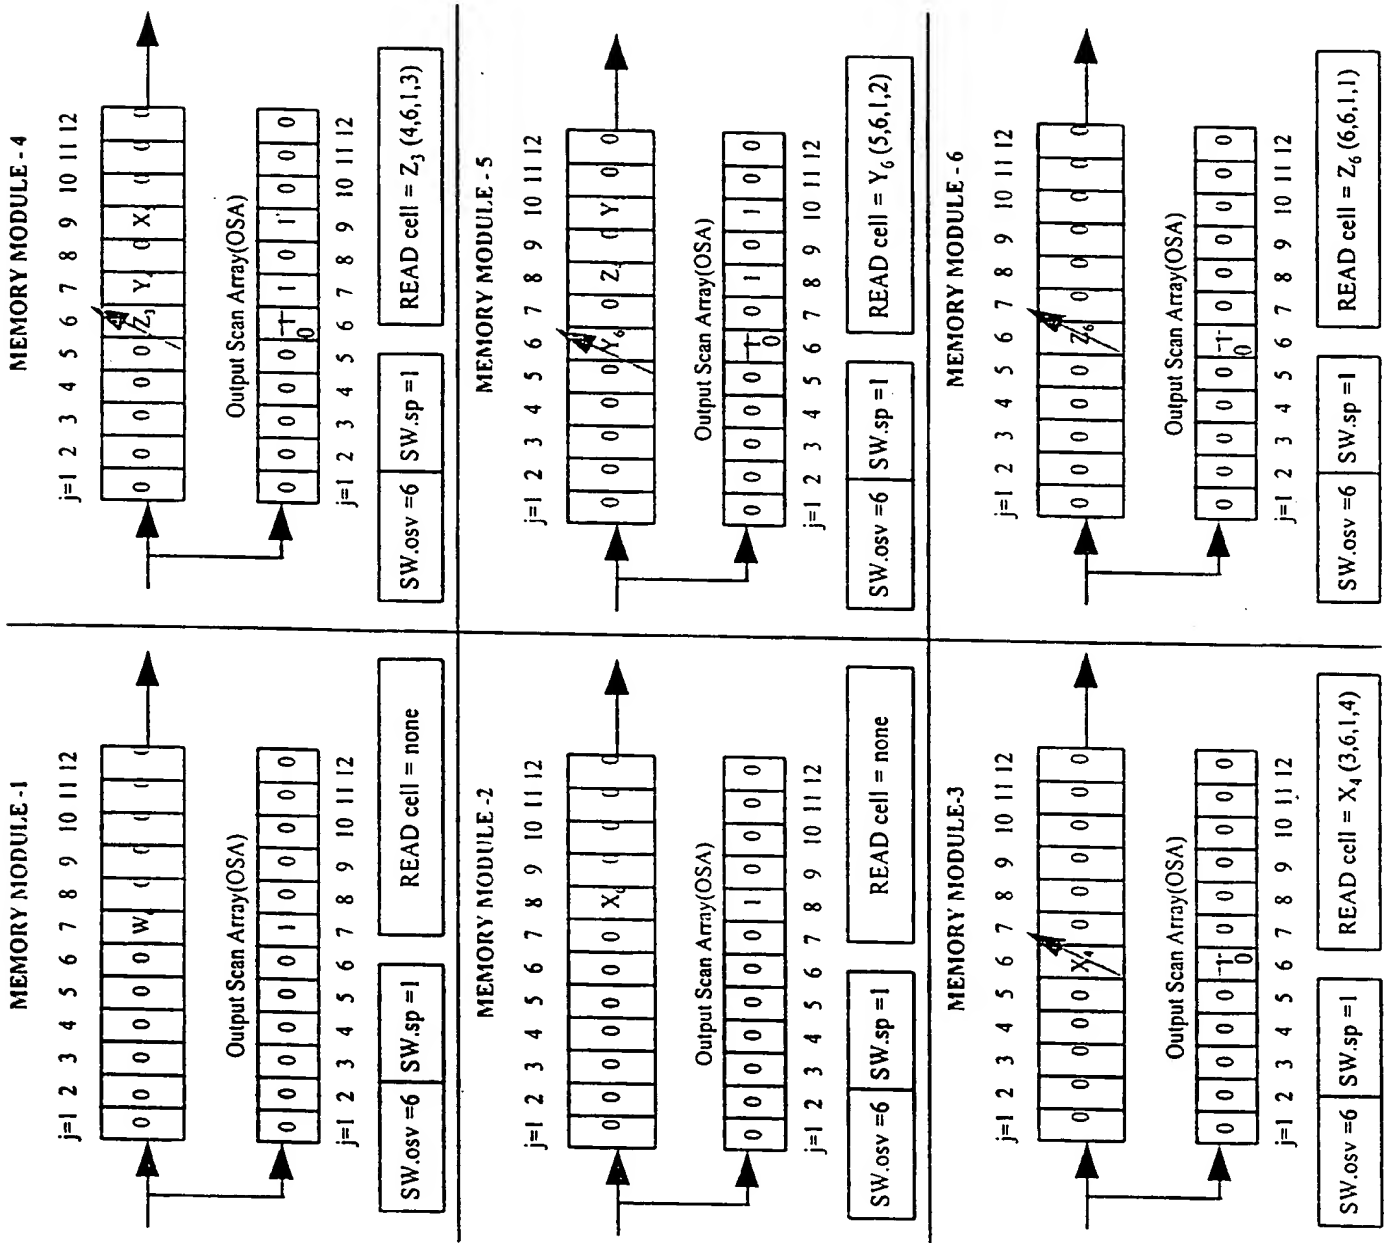 MEMORY MODULE -1
j=1 2 3 4 5 6 7 8 9 10 11 12
0 0 0 0 0 0 W 
Output Scan Array(OSA)
0 0 0 0 0 0 1 0 0 0 0 0
j=1 2 3 4 5 6 7 8 9 10 11 12
SW.osv =6 SW.sp =1 READ cell = none
MEMORY MODULE - 4
j=1 2 3 4 5 6 7 8 9 10 11 12
0 0 0 0 0 Z3 Y 0 X
Output Scan Array(OSA)
0 0 0 0 0 1 1 0 1 0 0 0
0
j=1 2 3 4 5 6 7 8 9 10 11 12
SW.osv =6 SW.sp =1 READ cell = Z3 (4,6,1,3)
MEMORY MODULE -2
j=1 2 3 4 5 6 7 8 9 10 11 12
0 0 0 0 0 0 0 X
Output Scan Array(OSA)
0 0 0 0 0 0 0 1 0 0 0 0
j=1 2 3 4 5 6 7 8 9 10 11 12
SW.osv =6 SW.sp =1 READ cell = none
MEMORY MODULE - 5
j=1 2 3 4 5 6 7 8 9 10 11 12
0 0 0 0 0 Y6 0 Z 0 Y 0 0
Output Scan Array(OSA)
0 0 0 0 0 1 0 1 0 1 0 0
0
j=1 2 3 4 5 6 7 8 9 10 11 12
SW.osv =6 SW.sp =1 READ cell = Y6 (5,6,1,2)
MEMORY MODULE-3
j=1 2 3 4 5 6 7 8 9 10 11 12
0 0 0 0 0 X4 0 0 0 0 0 0
Output Scan Array(OSA)
0 0 0 0 0 1 0 0 0 0 0 0
0
j=1 2 3 4 5 6 7 8 9 10 11 12
SW.osv =6 SW.sp =1 READ cell = X4 (3,6,1,4)
MEMORY MODULE - 6
j=1 2 3 4 5 6 7 8 9 10 11 12
0 0 0 0 0 Z6 0 0 0 0 0 0
Output Scan Array(OSA)
0 0 0 0 0 1 0 0 0 0 0 0
0
j=1 2 3 4 5 6 7 8 9 10 11 12
SW.osv =6 SW.sp =1 READ cell = Z6 (6,6,1,1)